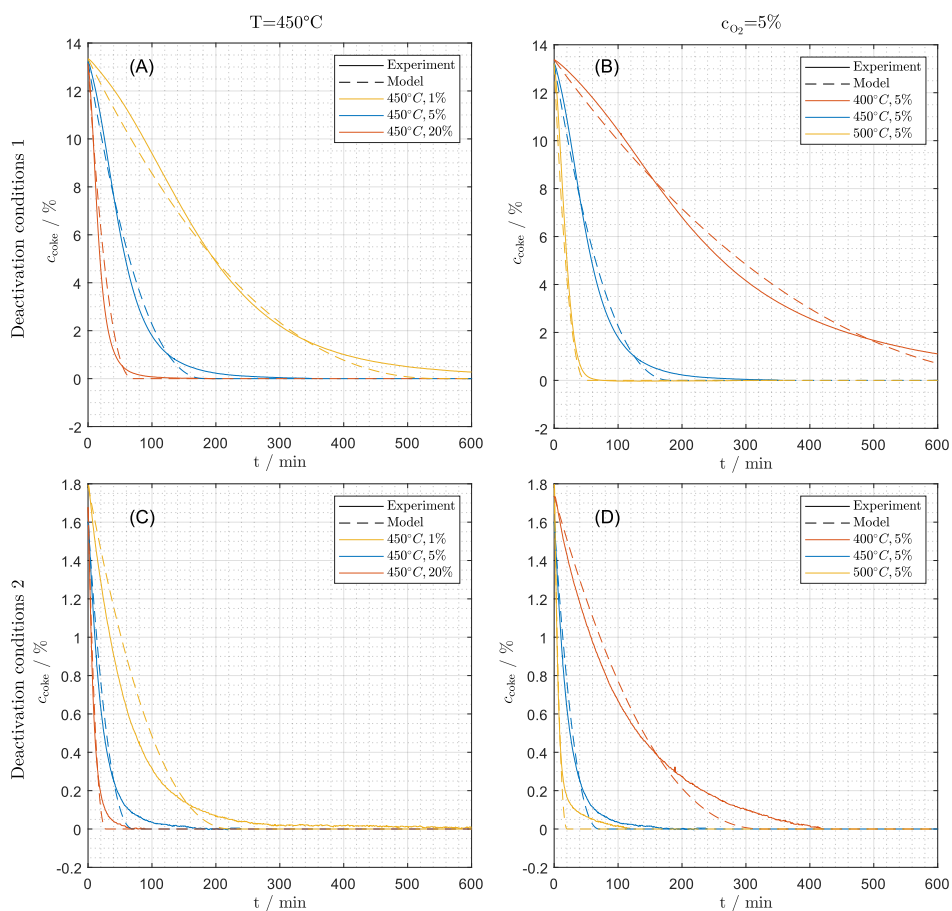 T=450°C
c_O₂=5%
Deactivation conditions 1
(A)
Experiment
Model
450°C, 1%
450°C, 5%
450°C, 20%
c_coke / %
14
12
10
8
6
4
2
0
-2
0 100 200 300 400 500 600
t / min
(B)
Experiment
Model
400°C, 5%
450°C, 5%
500°C, 5%
c_coke / %
14
12
10
8
6
4
2
0
-2
0 100 200 300 400 500 600
t / min
Deactivation conditions 2
(C)
Experiment
Model
450°C, 1%
450°C, 5%
450°C, 20%
c_coke / %
1.8
1.6
1.4
1.2
1
0.8
0.6
0.4
0.2
0
-0.2
0 100 200 300 400 500 600
t / min
(D)
Experiment
Model
400°C, 5%
450°C, 5%
500°C, 5%
c_coke / %
1.8
1.6
1.4
1.2
1
0.8
0.6
0.4
0.2
0
-0.2
0 100 200 300 400 500 600
t / min